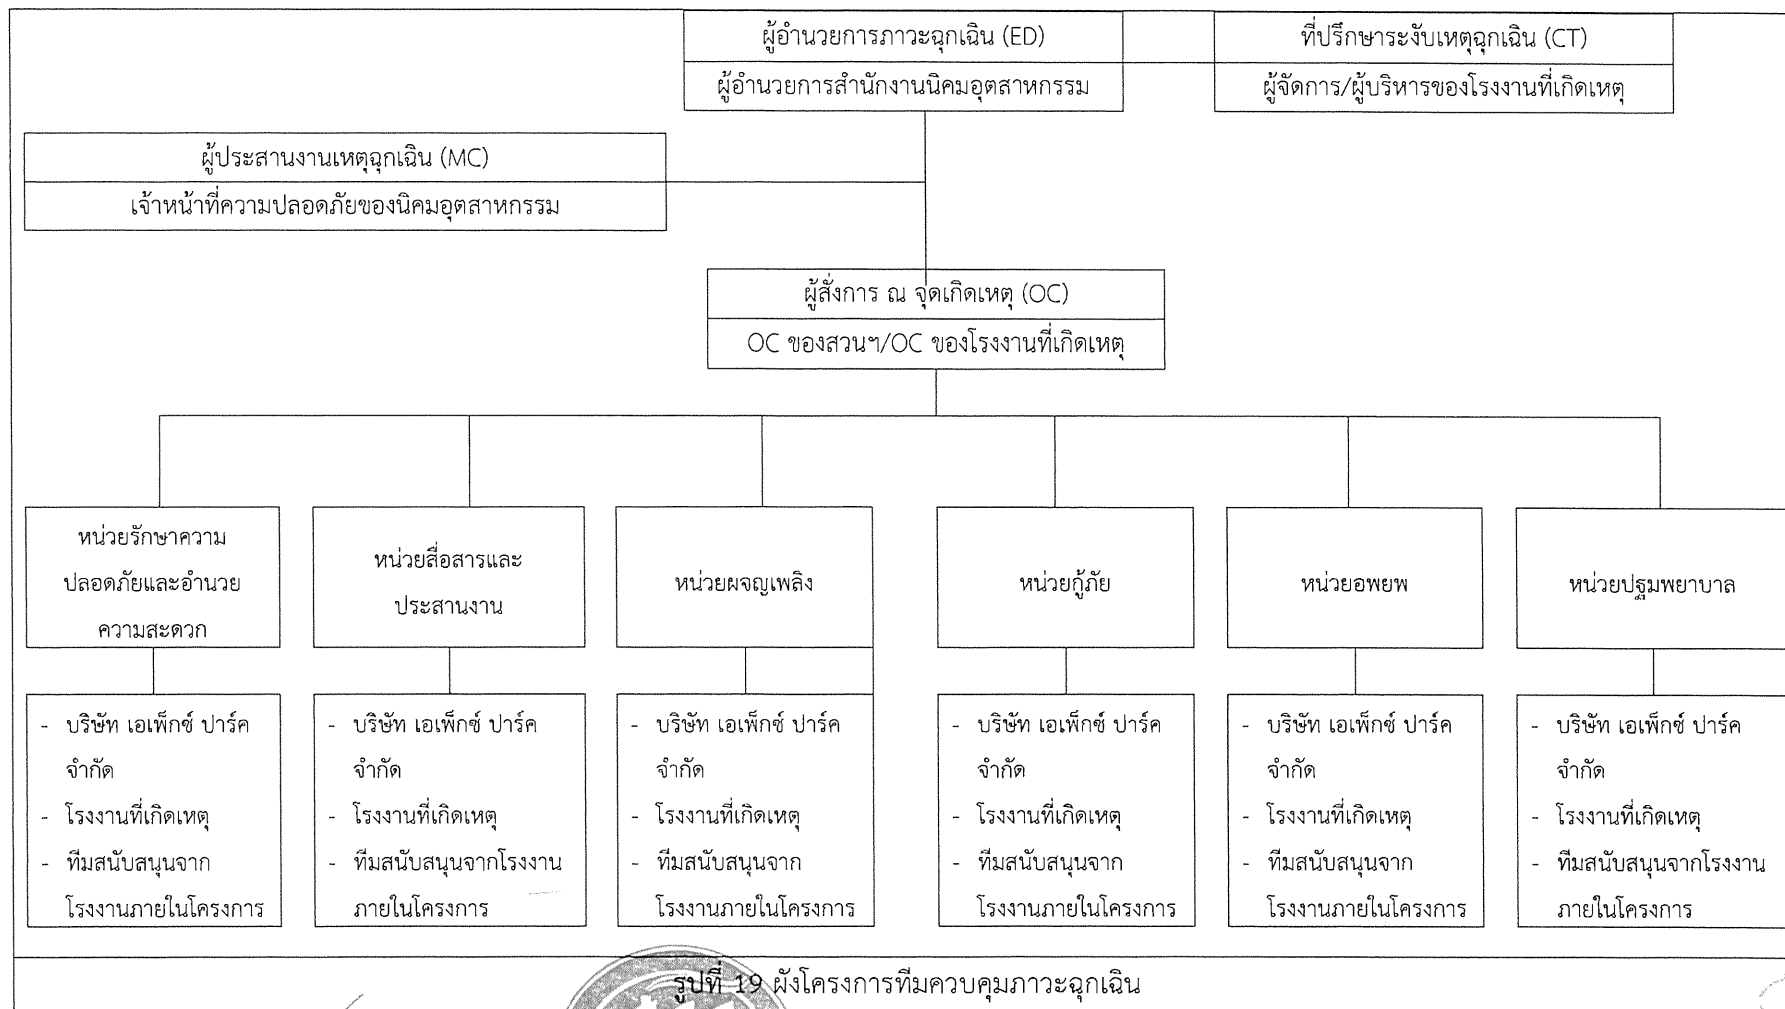 ผู้อำนวยการภาวะฉุกเฉิน (ED)
ที่ปรึกษาระงับเหตุฉุกเฉิน (CT)
ผู้อำนวยการสำนักงานนิคมอุตสาหกรรม
ผู้จัดการ/ผู้บริหารของโรงงานที่เกิดเหตุ
ผู้ประสานงานเหตุฉุกเฉิน (MC)
เจ้าหน้าที่ความปลอดภัยของนิคมอุตสาหกรรม
ผู้สั่งการ ณ จุดเกิดเหตุ (OC)
OC ของสวนฯ/OC ของโรงงานที่เกิดเหตุ
หน่วยรักษาความ
ปลอดภัยและอำนวย
ความสะดวก
หน่วยสื่อสารและ
ประสานงาน
หน่วยผจญเพลิง
หน่วยกู้ภัย
หน่วยอพยพ
หน่วยปฐมพยาบาล
- บริษัท เอเพ็กซ์ ปาร์ค
จำกัด
- โรงงานที่เกิดเหตุ
- ทีมสนับสนุนจาก
โรงงานภายในโครงการ
- บริษัท เอเพ็กซ์ ปาร์ค
จำกัด
- โรงงานที่เกิดเหตุ
- ทีมสนับสนุนจากโรงงาน
ภายในโครงการ
- บริษัท เอเพ็กซ์ ปาร์ค
จำกัด
- โรงงานที่เกิดเหตุ
- ทีมสนับสนุนจาก
โรงงานภายในโครงการ
- บริษัท เอเพ็กซ์ ปาร์ค
จำกัด
- โรงงานที่เกิดเหตุ
- ทีมสนับสนุนจาก
โรงงานภายในโครงการ
- บริษัท เอเพ็กซ์ ปาร์ค
จำกัด
- โรงงานที่เกิดเหตุ
- ทีมสนับสนุนจาก
โรงงานภายในโครงการ
- บริษัท เอเพ็กซ์ ปาร์ค
จำกัด
- โรงงานที่เกิดเหตุ
- ทีมสนับสนุนจากโรงงาน
ภายในโครงการ
รูปที่ 19 ผังโครงการทีมควบคุมภาวะฉุกเฉิน